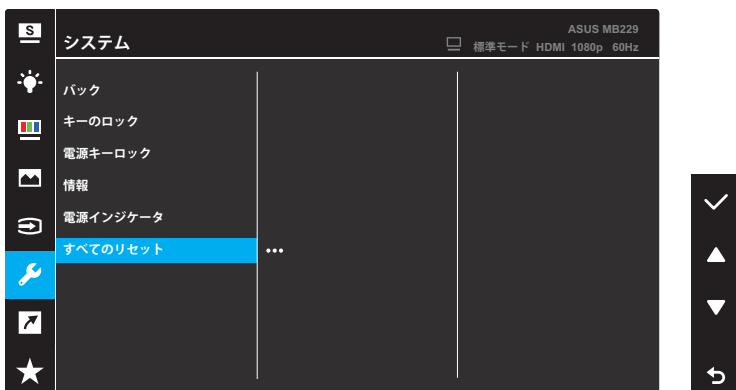 S
システム
ASUS MB229
標準モード HDMI 1080p 60Hz
バック
キーのロック
電源キーロック
情報
電源インジケータ
すべてのリセット